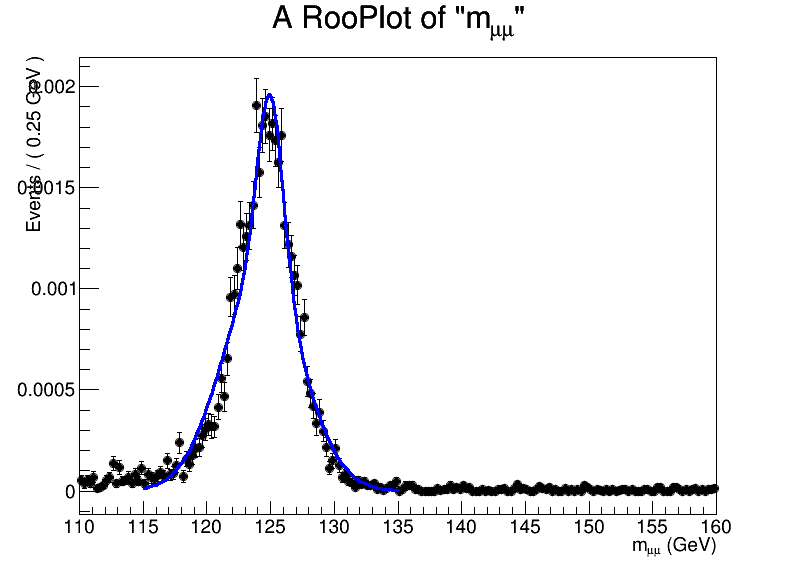 A RooPlot of "mμμ"
Events / ( 0.25 GeV )
0.002
0.0015
0.001
0.0005
0
110 115 120 125 130 135 140 145 150 155 160
mμμ (GeV)